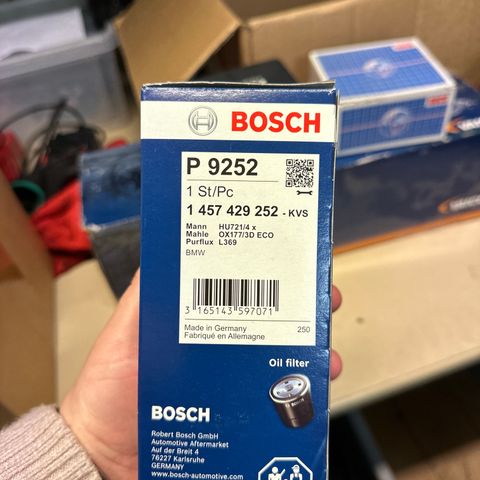 BOSCH
P 9252
1 St/Pc
1 457 429 252 - KVS
Mann HU721/4 x
Mahle OX177/3D ECO
Purflux L369
BMW
3 165143 597071
Made in Germany 250
Fabriqué en Allemagne
Oil filter
BOSCH
Robert Bosch GmbH
Automotive Aftermarket
Auf der Breit 4
76227 Karlsruhe
GERMANY
www.bosch-automotive.com